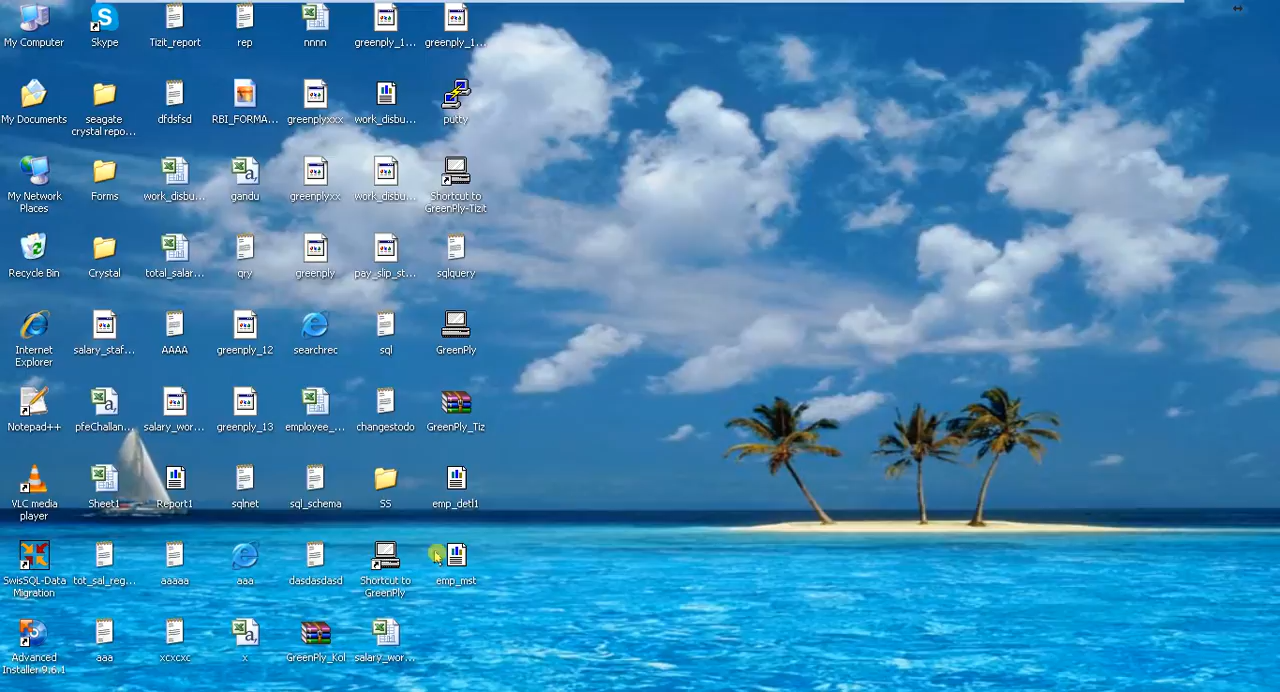 My Computer
Skype
Tizit_report
rep
nnnn
greenply_1...
greenply_1...
My Documents
seagate
crystal repo...
dfdsfsd
RBI_FORMA...
greenplyxxx
work_disbu...
putty
My Network
Places
Forms
work_disbu...
gandu
greenplyxx
work_disbu...
Shortcut to
GreenPly-Tizit
Recycle Bin
Crystal
total_salar...
qry
greenply
pay_slip_st...
sqlquery
Internet
Explorer
salary_staf...
AAAA
greenply_12
searchrec
sql
GreenPly
Notepad++
pfeChallan...
salary_wor...
greenply_13
employee_...
changestodo
GreenPly_Tiz
VLC media
player
Sheet1
Report1
sqlnet
sql_schema
SS
emp_detl1
SwisSQL-Data
Migration
tot_sal_reg...
aaaaa
aaa
dasdasdasd
Shortcut to
GreenPly
emp_mst
Advanced
Installer 9.6.1
aaa
xcxcxc
x
GreenPly_Kol
salary_wor...